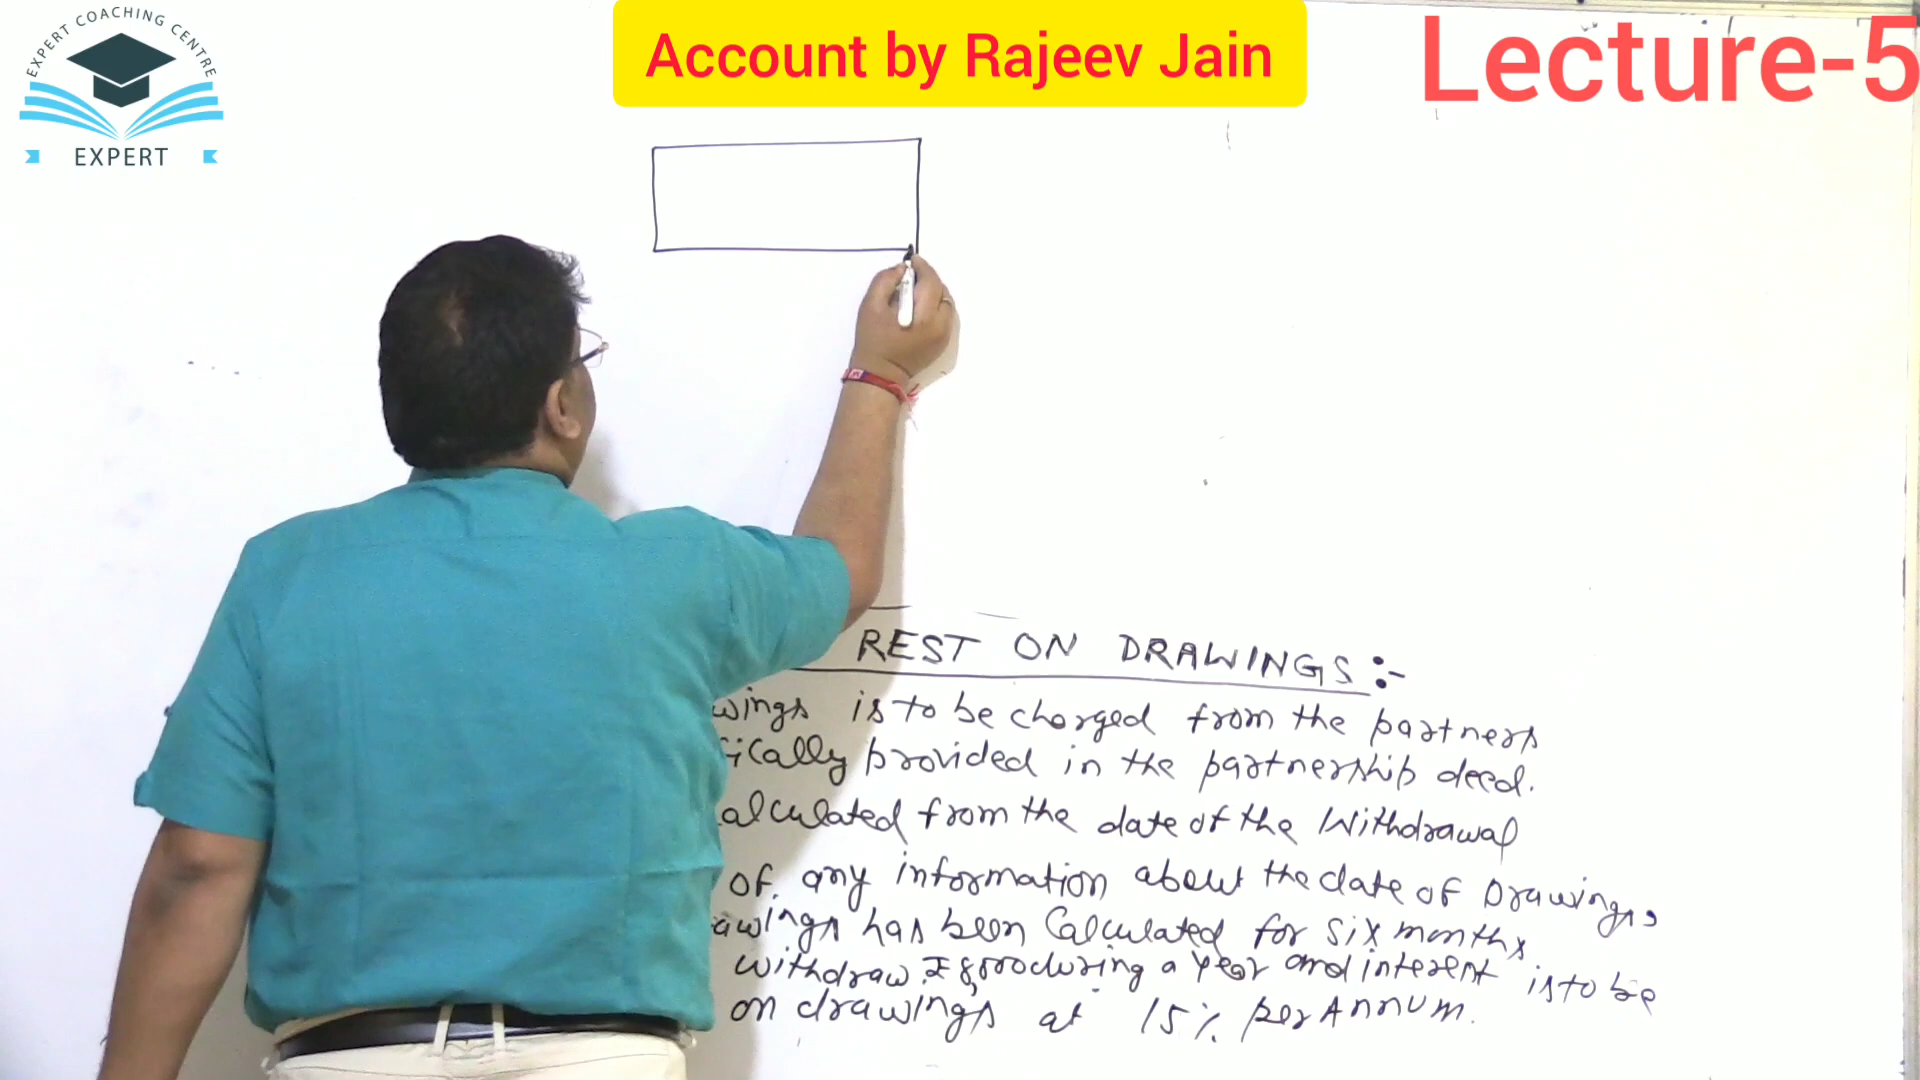 EXPERT COACHING CENTRE
EXPERT
Account by Rajeev Jain
Lecture-5
REST ON DRAWINGS :-
wings is to be charged from the partners
ically provided in the partnership deed.
alculated from the date of the Withdrawal
of any information about the date of Drawings,
awings has been Calculated for six months
withdraw ₹ 8,000 during a year and interest is to be
on drawings at 15% per Annum.